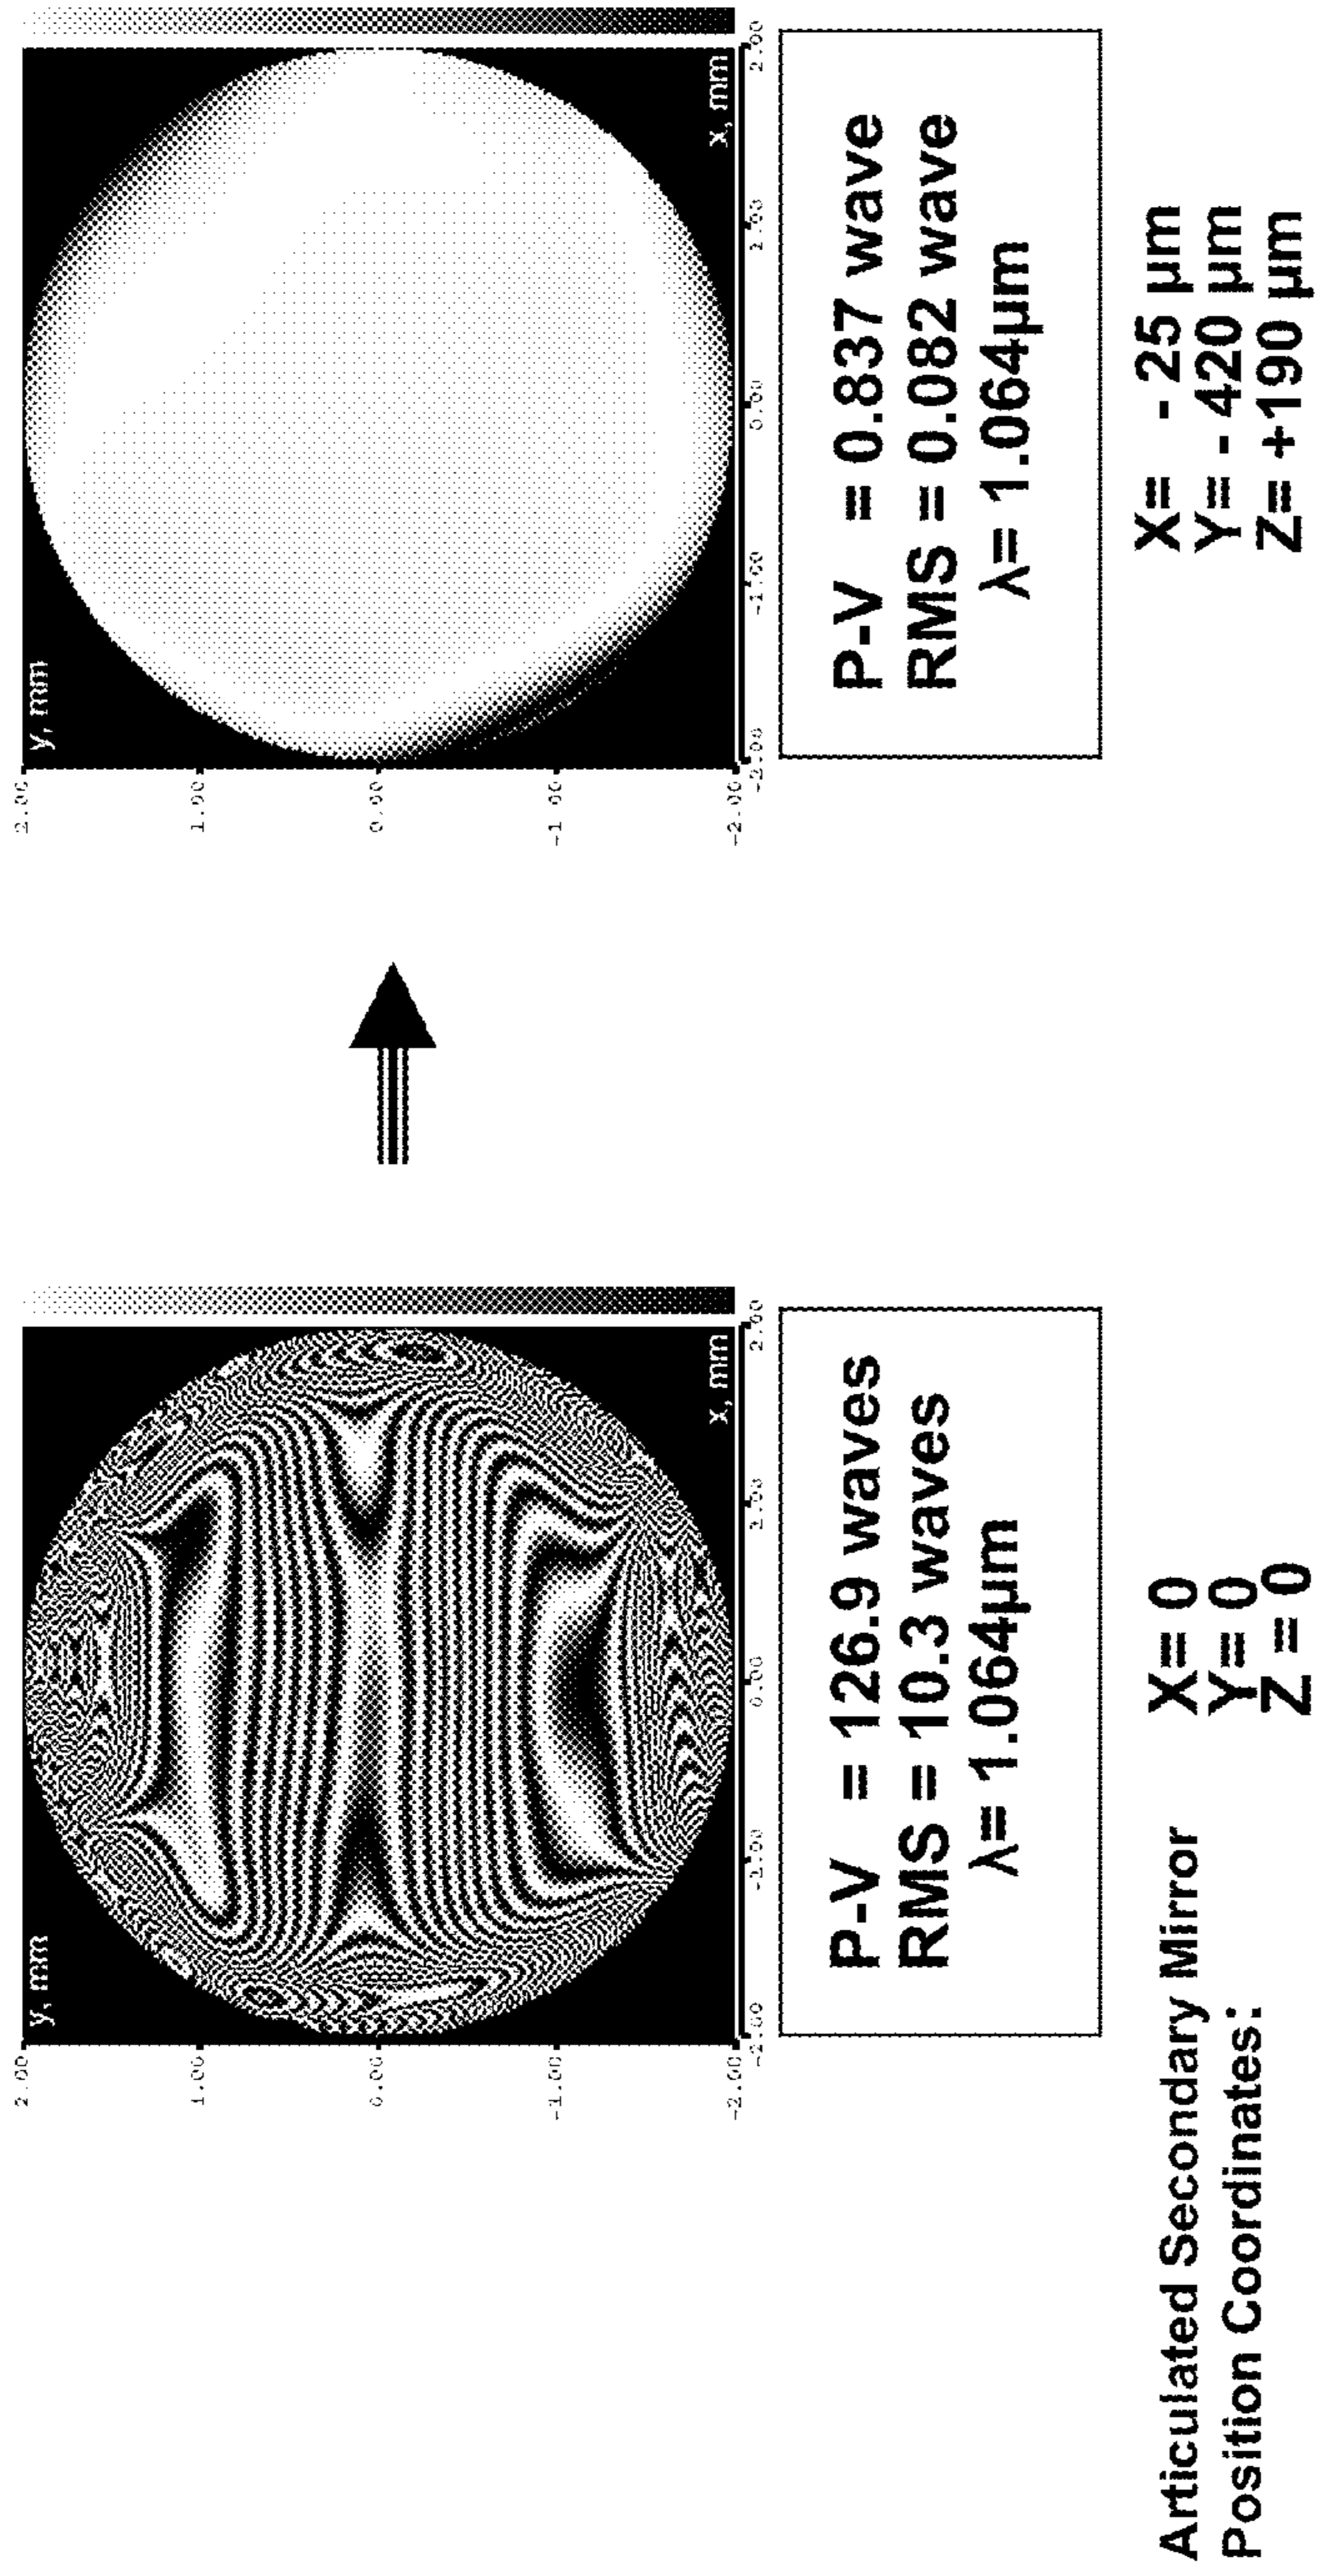 y, mm
2.00
1.00
0.00
-1.00
-2.00
-2.00
-1.00
0.00
1.00
2.00
x, mm
P-V = 126.9 waves
RMS = 10.3 waves
λ= 1.064µm
y, mm
2.00
1.00
0.00
-1.00
-2.00
-2.00
-1.00
0.00
1.00
2.00
x, mm
P-V = 0.837 wave
RMS = 0.082 wave
λ= 1.064µm
Articulated Secondary Mirror
Position Coordinates:
X= 0
Y= 0
Z = 0
X= - 25 µm
Y= - 420 µm
Z= +190 µm